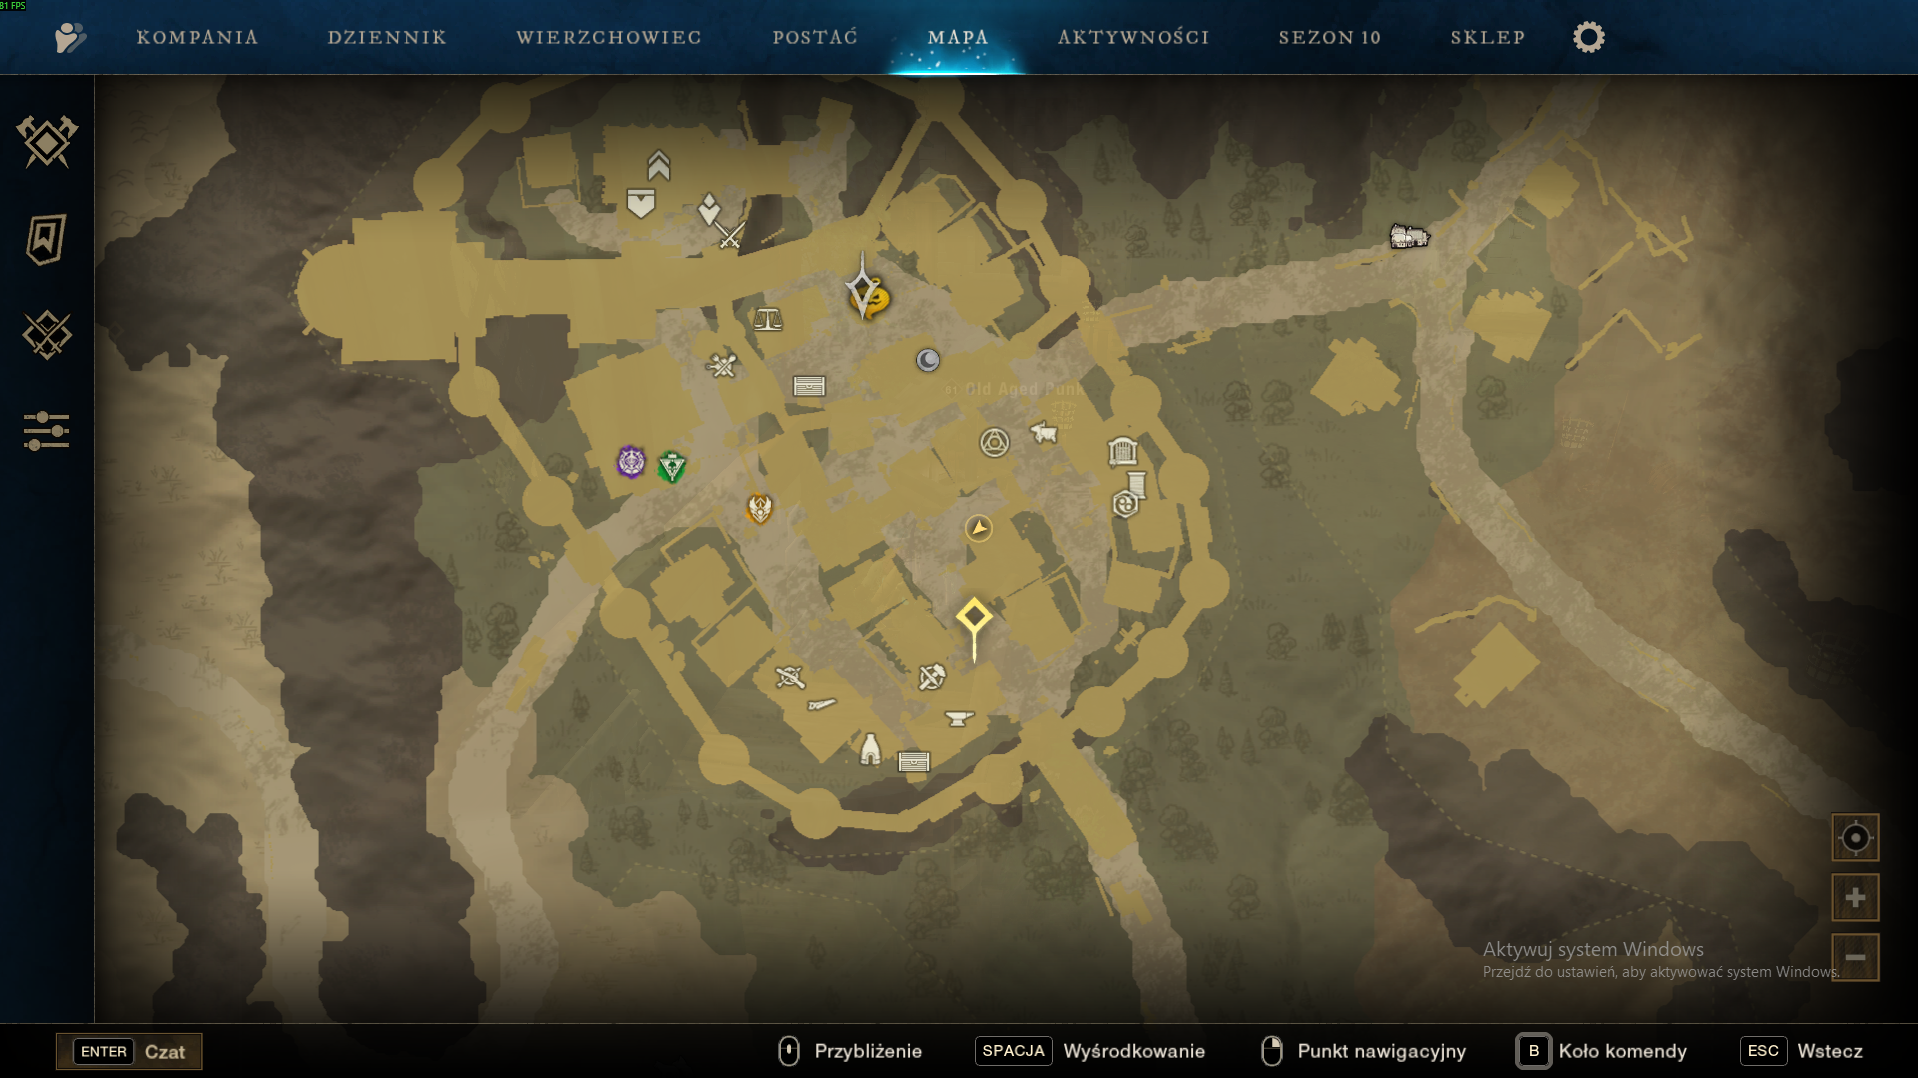 81 FPS
KOMPANIA
DZIENNIK
WIERZCHOWIEC
POSTAĆ
MAPA
AKTYWNOŚCI
SEZON 10
SKLEP
61 Old Aged Punk
Aktywuj system Windows
Przejdź do ustawień, aby aktywować system Windows.
ENTER Czat
Przybliżenie
SPACJA Wyśrodkowanie
Punkt nawigacyjny
B Koło komendy
ESC Wstecz